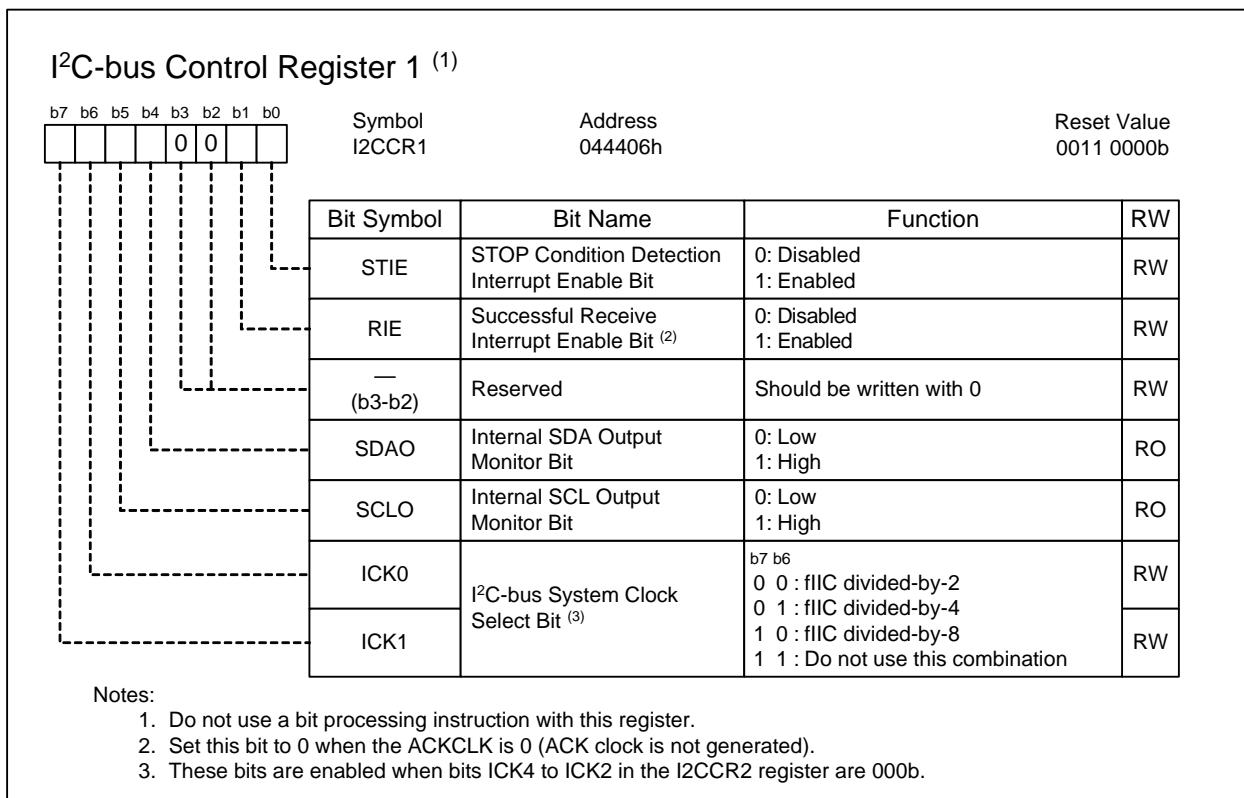 I²C-bus Control Register 1 (1)
b7 b6 b5 b4 b3 b2 b1 b0
0 0
Symbol Address Reset Value
I2CCR1 044406h 0011 0000b
Bit Symbol Bit Name Function RW
STIE STOP Condition Detection Interrupt Enable Bit 0: Disabled 1: Enabled RW
RIE Successful Receive Interrupt Enable Bit (2) 0: Disabled 1: Enabled RW
— (b3-b2) Reserved Should be written with 0 RW
SDAO Internal SDA Output Monitor Bit 0: Low 1: High RO
SCLO Internal SCL Output Monitor Bit 0: Low 1: High RO
ICK0 I²C-bus System Clock Select Bit (3) b7 b6 RW
0 0 : fIIC divided-by-2
0 1 : fIIC divided-by-4
1 0 : fIIC divided-by-8
1 1 : Do not use this combination
ICK1 RW
Notes:
1. Do not use a bit processing instruction with this register.
2. Set this bit to 0 when the ACKCLK is 0 (ACK clock is not generated).
3. These bits are enabled when bits ICK4 to ICK2 in the I2CCR2 register are 000b.